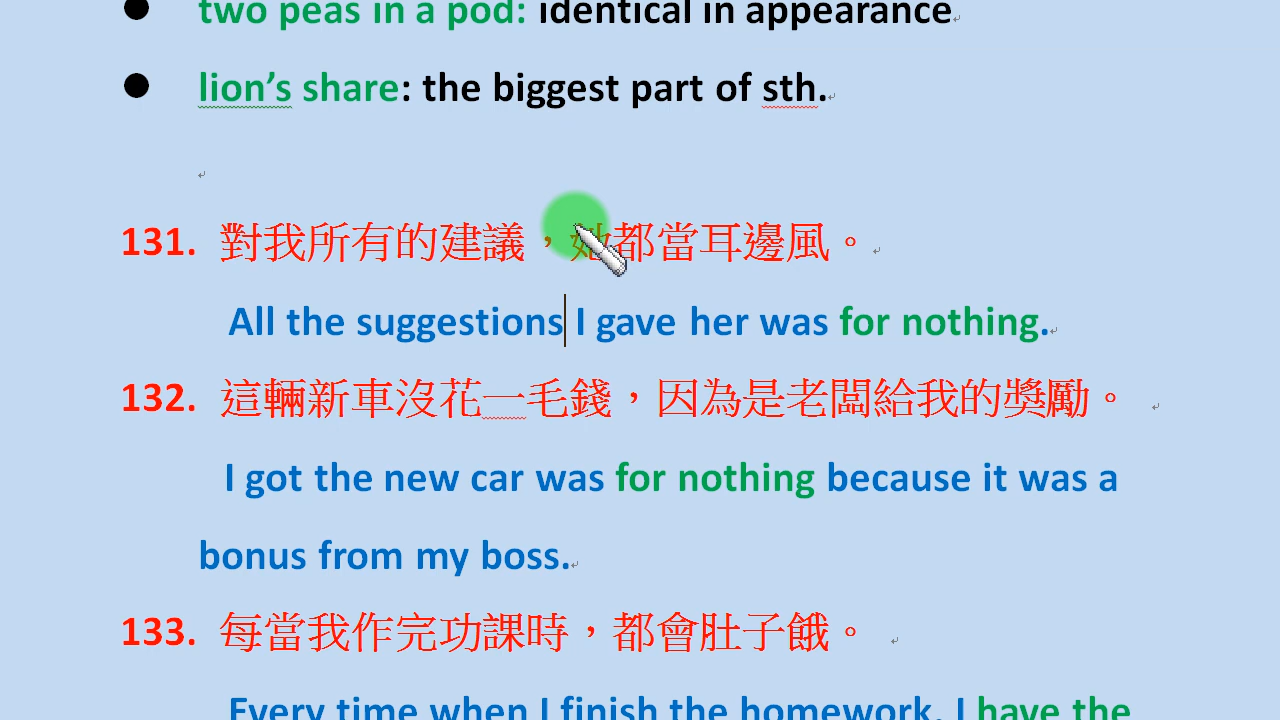 ● two peas in a pod: identical in appearance
● lion’s share: the biggest part of sth.
131. 對我所有的建議，她都當耳邊風。
All the suggestions I gave her was for nothing.
132. 這輛新車沒花一毛錢，因為是老闆給我的獎勵。
I got the new car was for nothing because it was a
bonus from my boss.
133. 每當我作完功課時，都會肚子餓。
Every time when I finish the homework, I have the